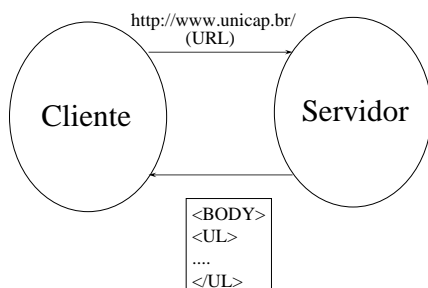 http://www.unicap.br/
(URL)
Cliente
Servidor
<BODY>
<UL>
....
</UL>